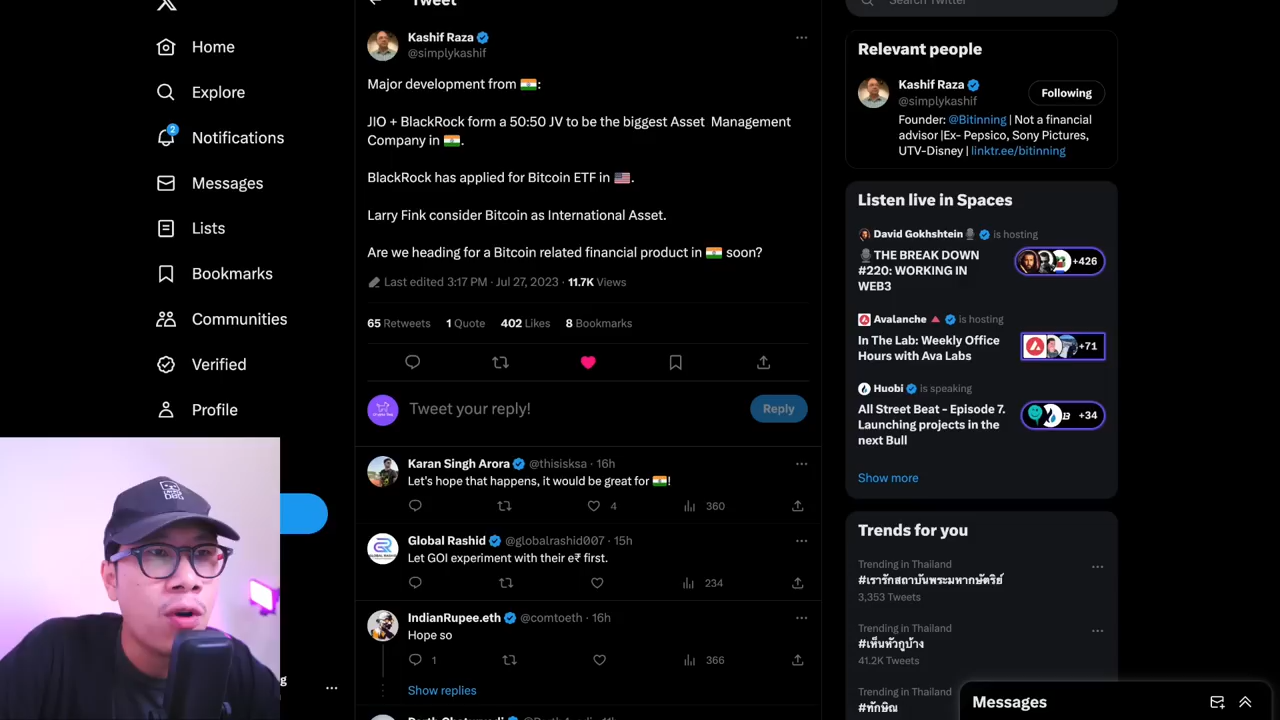 Home
Explore
2
Notifications
Messages
Lists
Bookmarks
Communities
Verified
Profile
Tweet
Kashif Raza
@simplykashif
Major development from 🇮🇳:
JIO + BlackRock form a 50:50 JV to be the biggest Asset Management
Company in 🇮🇳.
BlackRock has applied for Bitcoin ETF in 🇺🇸.
Larry Fink consider Bitcoin as International Asset.
Are we heading for a Bitcoin related financial product in 🇮🇳 soon?
Last edited 3:17 PM · Jul 27, 2023 · 11.7K Views
65 Retweets 1 Quote 402 Likes 8 Bookmarks
Tweet your reply!
Reply
Karan Singh Arora @thisisksa · 16h
Let's hope that happens, it would be great for 🇮🇳!
4 360
Global Rashid @globalrashid007 · 15h
Let GOI experiment with their e₹ first.
234
IndianRupee.eth @comtoeth · 16h
Hope so
1 366
Show replies
Search Twitter
Relevant people
Kashif Raza
@simplykashif
Following
Founder: @Bitinning | Not a financial
advisor |Ex- Pepsico, Sony Pictures,
UTV-Disney | linktr.ee/bitinning
Listen live in Spaces
David Gokhshtein🎙 is hosting
🎙THE BREAK DOWN
#220: WORKING IN
WEB3
+426
Avalanche 🔺 is hosting
In The Lab: Weekly Office
Hours with Ava Labs
+71
Huobi is speaking
All Street Beat - Episode 7.
Launching projects in the
next Bull
+34
Show more
Trends for you
Trending in Thailand
#เรารักสถาบันพระมหากษัตริย์
3,353 Tweets
Trending in Thailand
#เห็นหัวกูบ้าง
41.2K Tweets
Trending in Thailand
#ทักษิณ
Messages